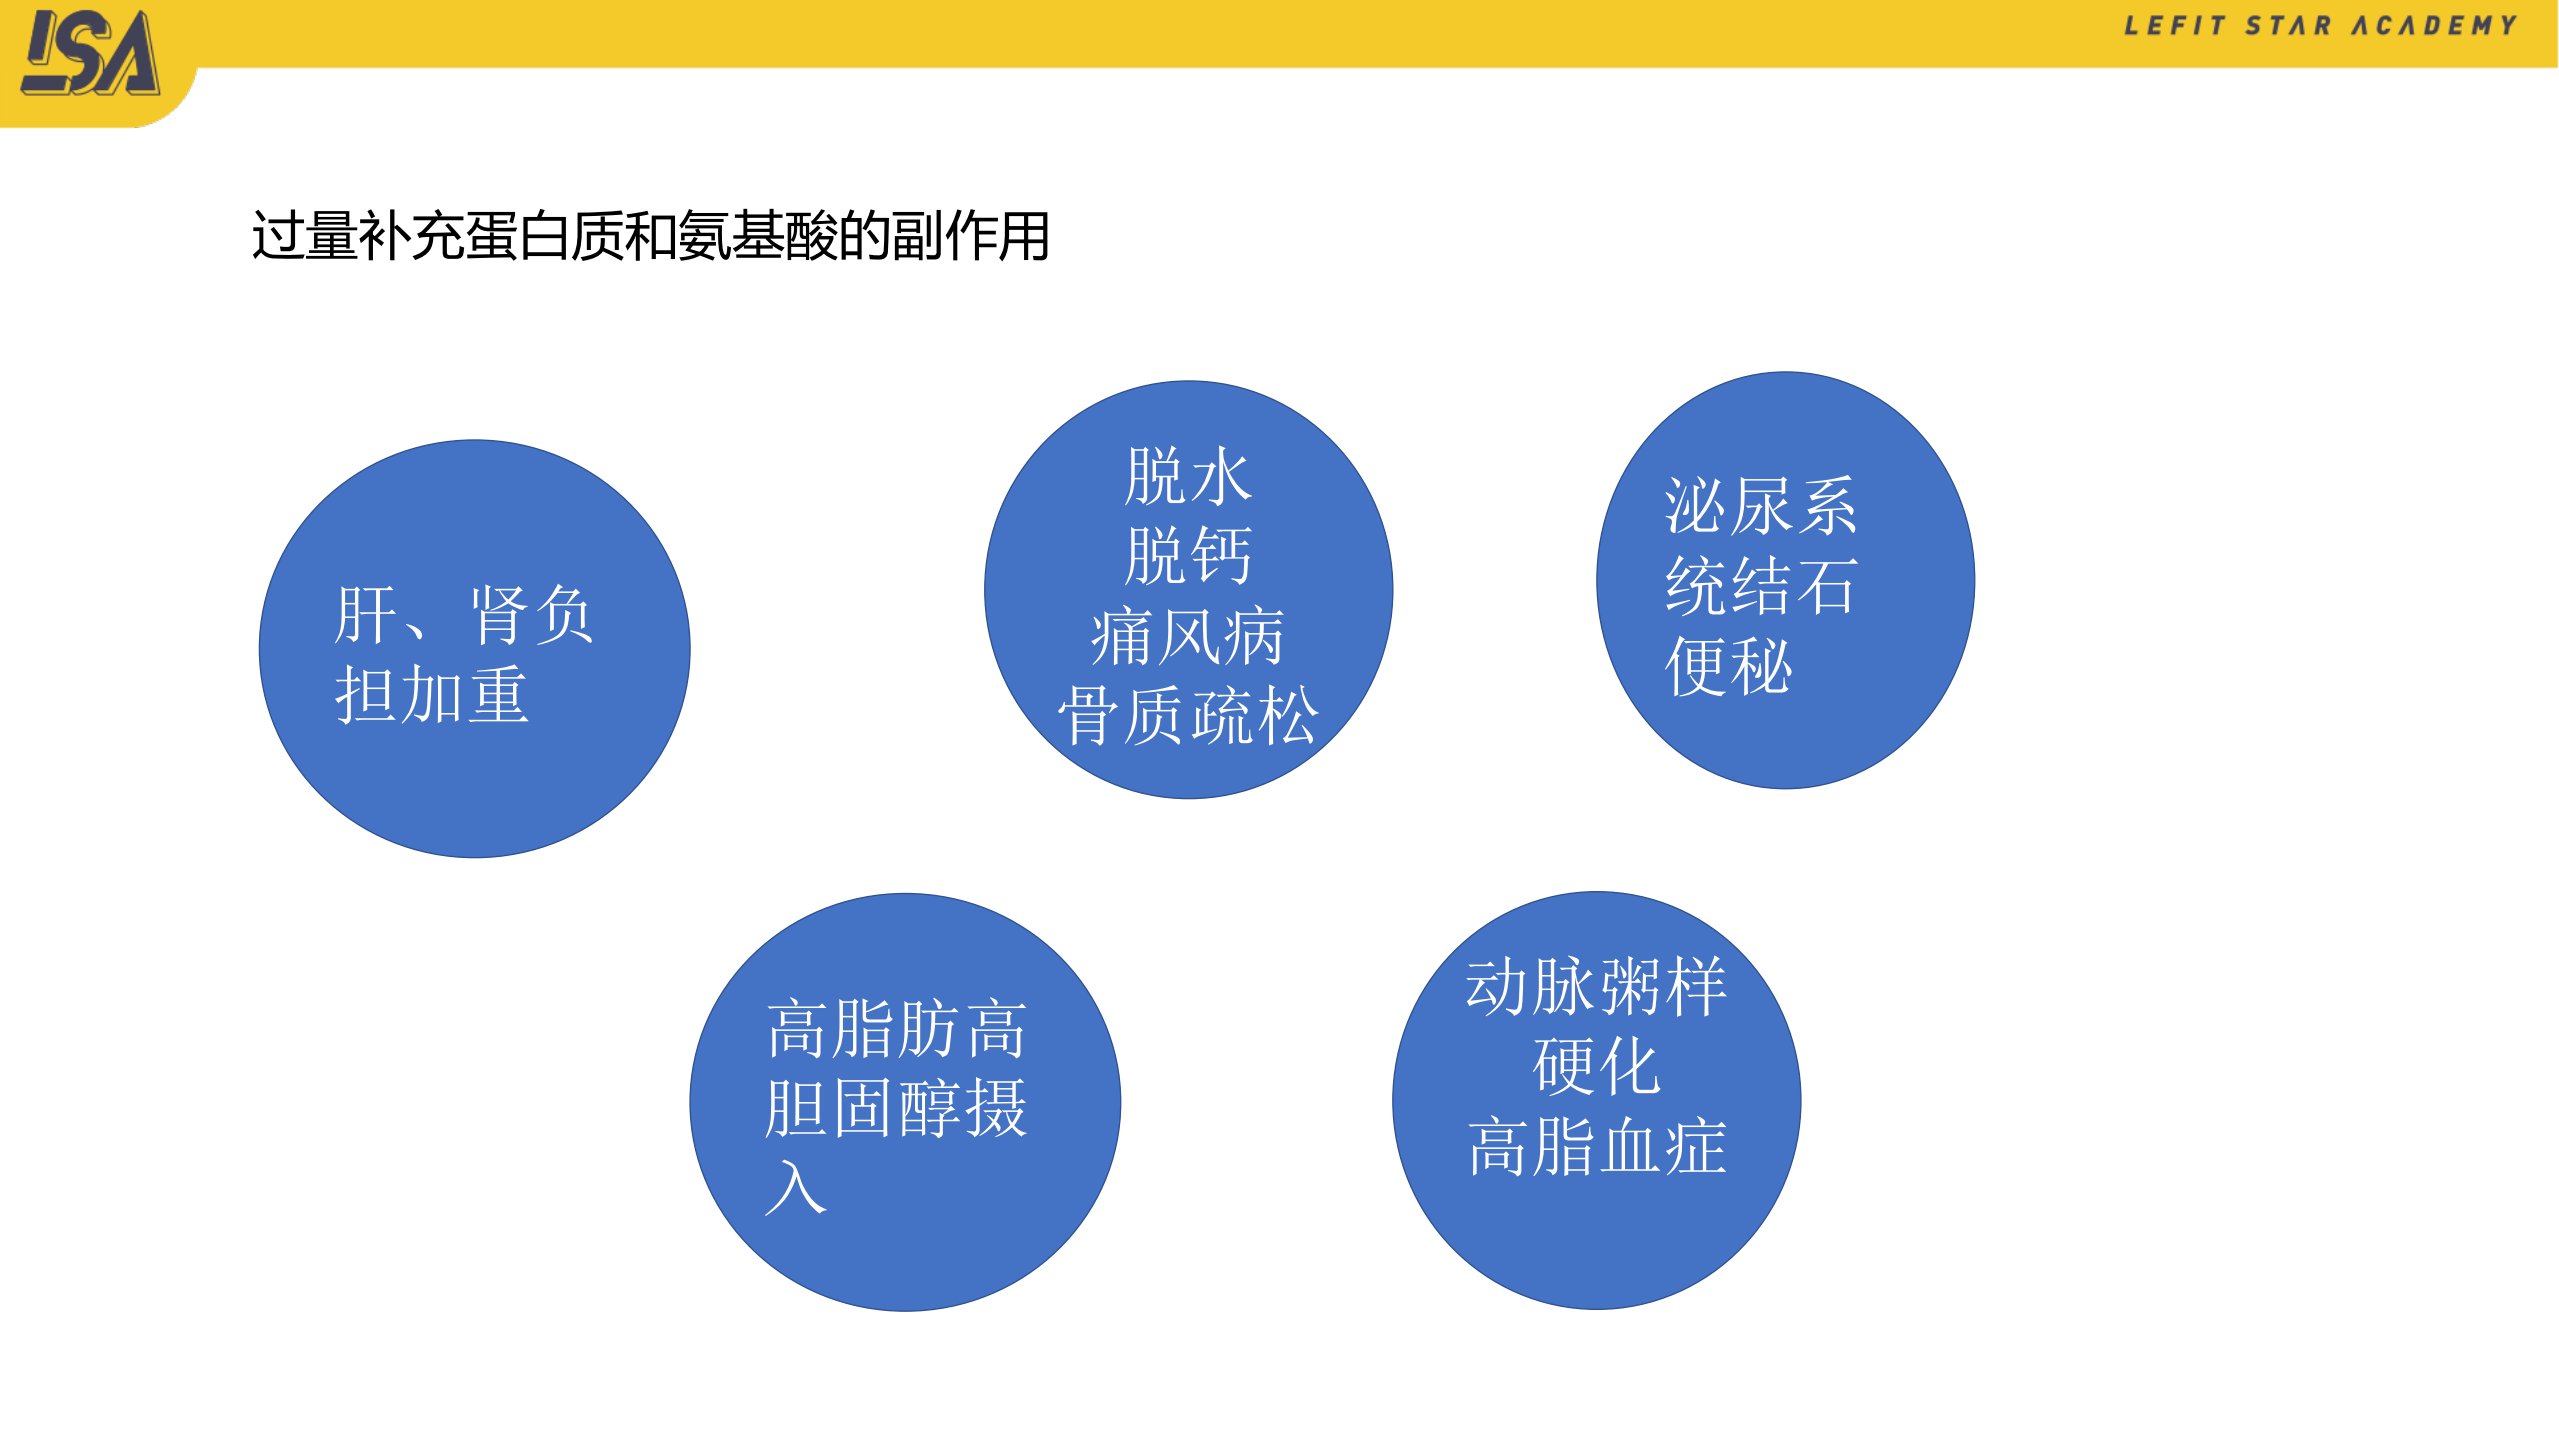 LSA
LEFIT STAR ACADEMY
过量补充蛋白质和氨基酸的副作用
肝、肾负
担加重
脱水
脱钙
痛风病
骨质疏松
泌尿系
统结石
便秘
高脂肪高
胆固醇摄
入
动脉粥样
硬化
高脂血症